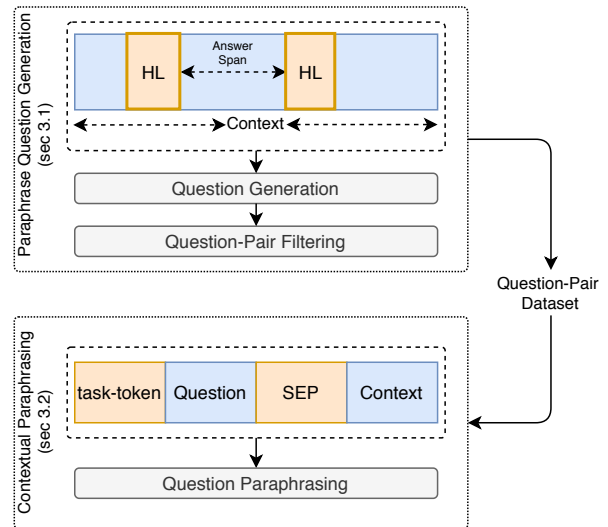 Paraphrase Question Generation
(sec 3.1)
Answer
Span
HL
HL
Context
Question Generation
Question-Pair Filtering
Question-Pair
Dataset
Contextual Paraphrasing
(sec 3.2)
task-token Question SEP Context
Question Paraphrasing